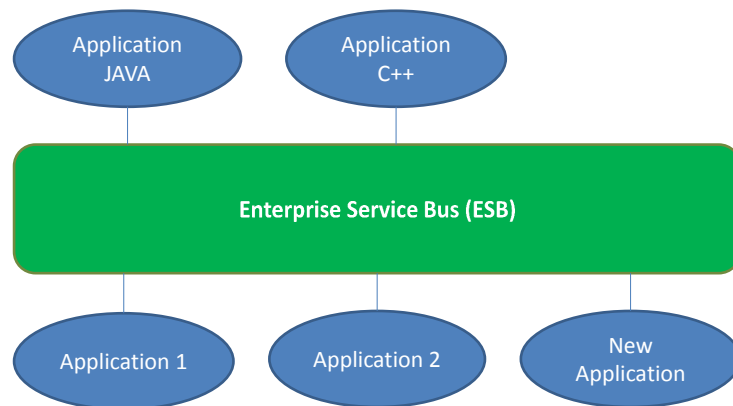 Application
JAVA
Application
C++
Enterprise Service Bus (ESB)
Application 1
Application 2
New
Application